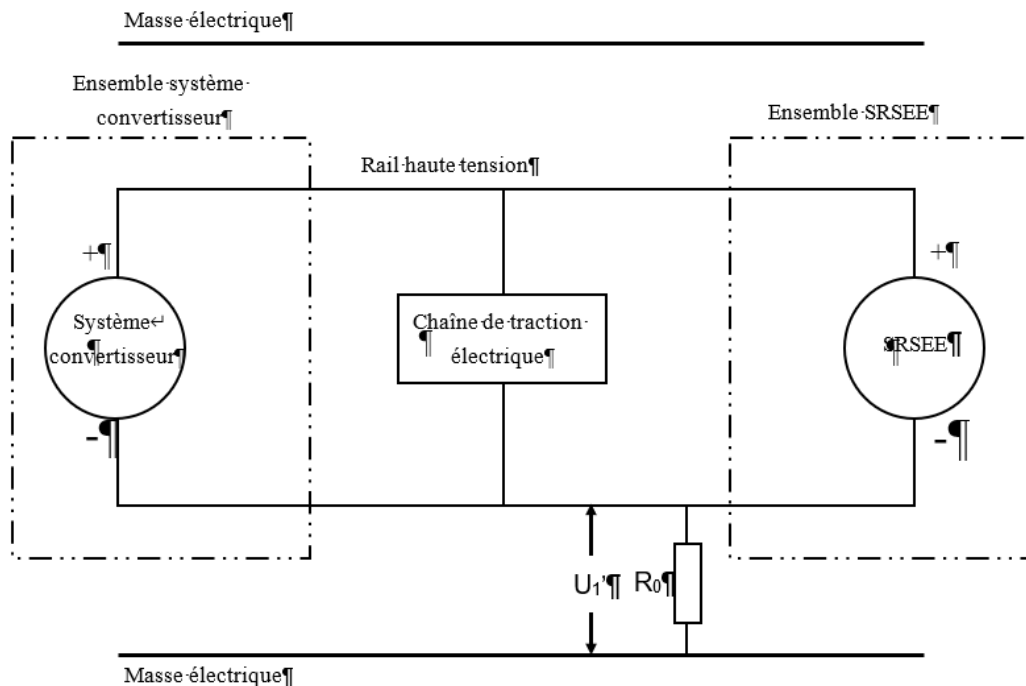 Masse·électrique¶
Ensemble·système·
convertisseur¶
Ensemble·SRSEE¶
Rail·haute·tension¶
+¶
+¶
Système↵
¶
convertisseur¶
Chaîne·de·traction·
¶
électrique¶
SRSEE¶
¶
-¶
-¶
U₁’¶
R₀¶
Masse·électrique¶